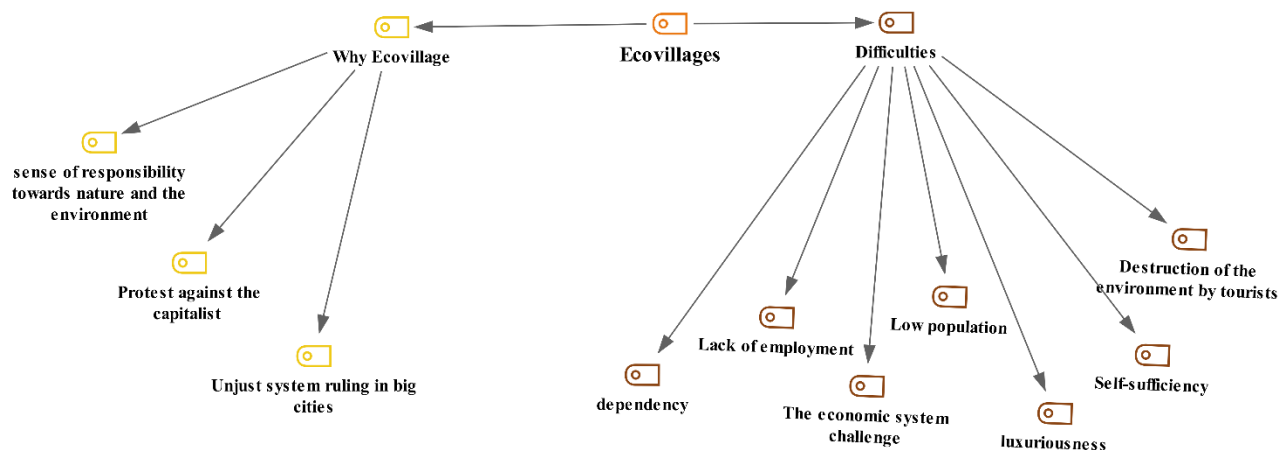 Ecovillages
Why Ecovillage
Difficulties
sense of responsibility
towards nature and the
environment
Protest against the
capitalist
Unjust system ruling in big
cities
dependency
Lack of employment
The economic system
challenge
Low population
luxuriousness
Self-sufficiency
Destruction of the
environment by tourists